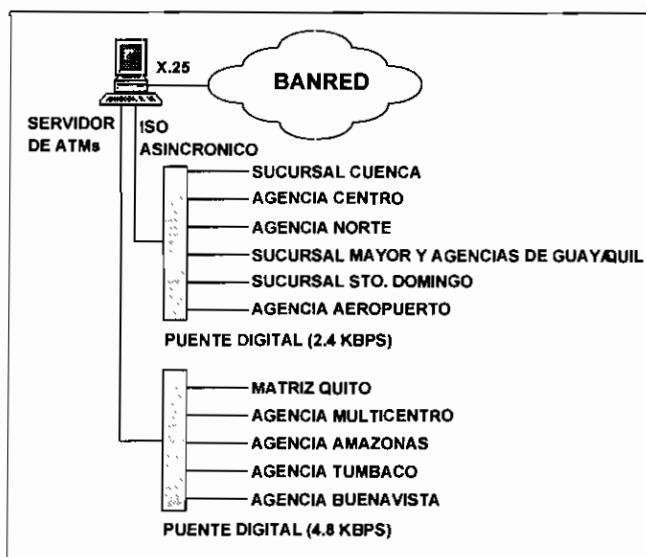 X.25
BANRED
SERVIDOR
DE ATMs
ISO
ASINCRONICO
SUCURSAL CUENCA
AGENCIA CENTRO
AGENCIA NORTE
SUCURSAL MAYOR Y AGENCIAS DE GUAYAQUIL
SUCURSAL STO. DOMINGO
AGENCIA AEROPUERTO
PUENTE DIGITAL (2.4 KBPS)
MATRIZ QUITO
AGENCIA MULTICENTRO
AGENCIA AMAZONAS
AGENCIA TUMBACO
AGENCIA BUENAVISTA
PUENTE DIGITAL (4.8 KBPS)